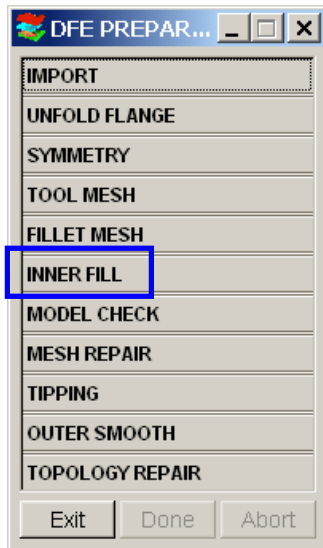 DFE PREPAR...
IMPORT
UNFOLD FLANGE
SYMMETRY
TOOL MESH
FILLET MESH
INNER FILL
MODEL CHECK
MESH REPAIR
TIPPING
OUTER SMOOTH
TOPOLOGY REPAIR
Exit Done Abort